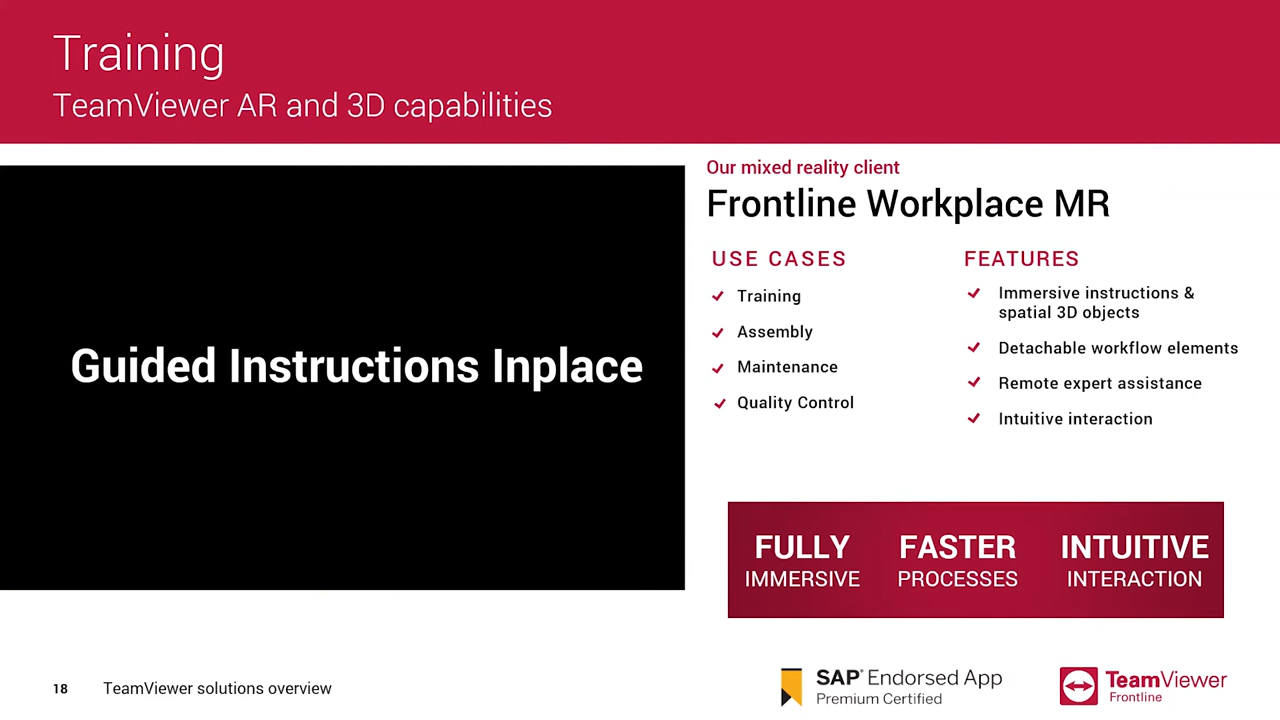 Training
TeamViewer AR and 3D capabilities
Guided Instructions Inplace
Our mixed reality client
Frontline Workplace MR
USE CASES
Training
Assembly
Maintenance
Quality Control
FEATURES
Immersive instructions &
spatial 3D objects
Detachable workflow elements
Remote expert assistance
Intuitive interaction
FULLY
IMMERSIVE
FASTER
PROCESSES
INTUITIVE
INTERACTION
18
TeamViewer solutions overview
SAP® Endorsed App
Premium Certified
TeamViewer
Frontline